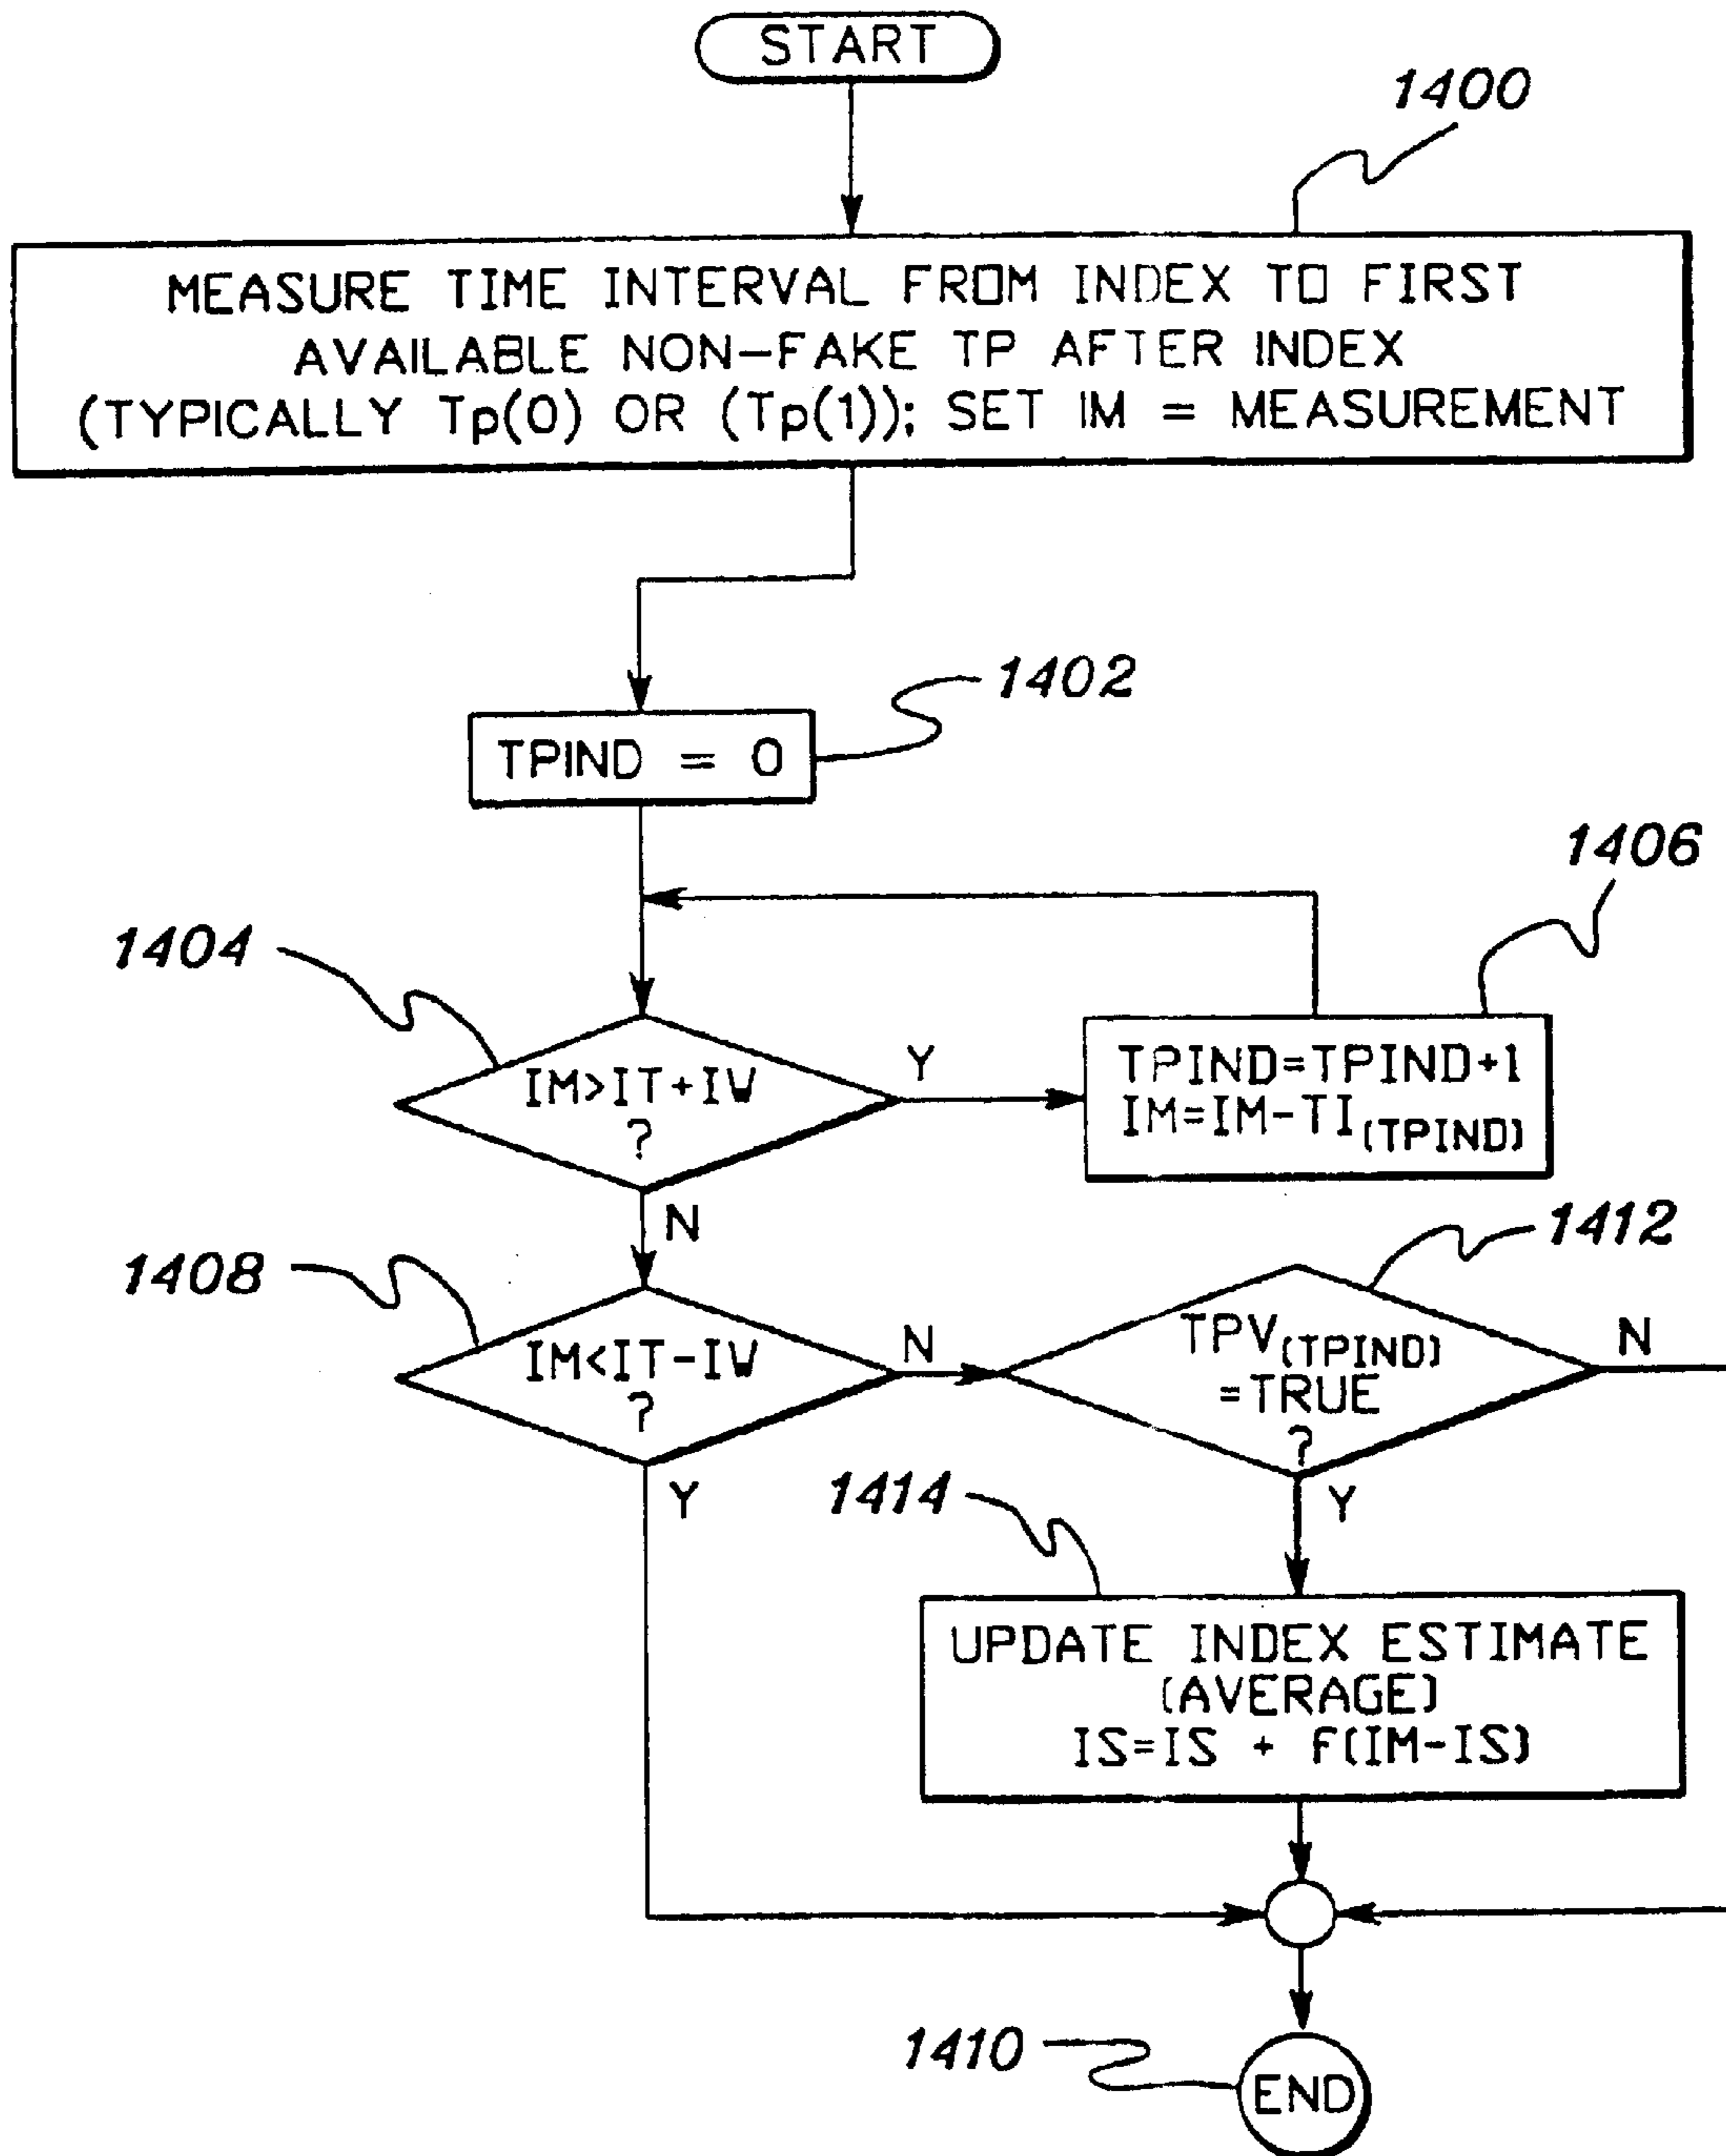 START
1400
MEASURE TIME INTERVAL FROM INDEX TO FIRST
AVAILABLE NON-FAKE TP AFTER INDEX
(TYPICALLY Tp(0) OR (Tp(1)); SET IM = MEASUREMENT
1402
TPIND = 0
1406
1404
IM>IT+IW
?
Y
TPIND=TPIND+1
IM=IM-TI(TPIND)
N
1412
1408
IM<IT-IW
?
N
TPV(TPIND)
=TRUE
?
N
Y
1414
Y
UPDATE INDEX ESTIMATE
(AVERAGE)
IS=IS + F(IM-IS)
1410
END